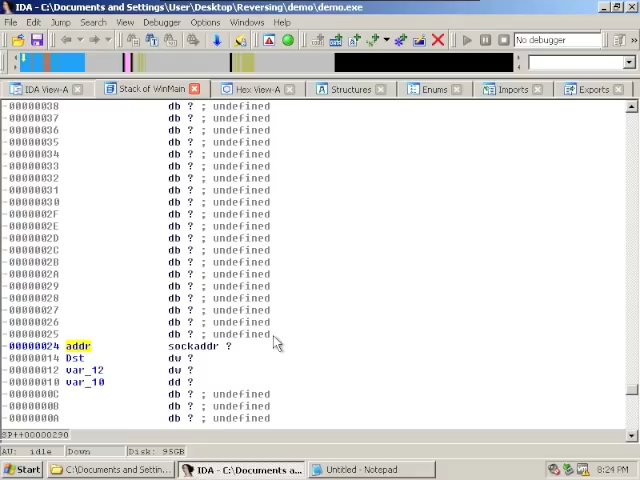 IDA - C:\Documents and Settings\User\Desktop\Reversing\demo\demo.exe
File Edit Jump Search View Debugger Options Windows Help
No debugger
IDA View-A Stack of WinMain Hex View-A Structures Enums Imports Exports
-00000038 db ? ; undefined
-00000037 db ? ; undefined
-00000036 db ? ; undefined
-00000035 db ? ; undefined
-00000034 db ? ; undefined
-00000033 db ? ; undefined
-00000032 db ? ; undefined
-00000031 db ? ; undefined
-00000030 db ? ; undefined
-0000002F db ? ; undefined
-0000002E db ? ; undefined
-0000002D db ? ; undefined
-0000002C db ? ; undefined
-0000002B db ? ; undefined
-0000002A db ? ; undefined
-00000029 db ? ; undefined
-00000028 db ? ; undefined
-00000027 db ? ; undefined
-00000026 db ? ; undefined
-00000025 db ? ; undefined
-00000024 addr sockaddr ?
-00000014 Dst dw ?
-00000012 var_12 dw ?
-00000010 var_10 dd ?
-0000000C db ? ; undefined
-0000000B db ? ; undefined
-0000000A db ? ; undefined
SP++00000290
AU: idle Down Disk: 95GB
Start C:\Documents and Settin... IDA - C:\Documents a... Untitled - Notepad 8:24 PM